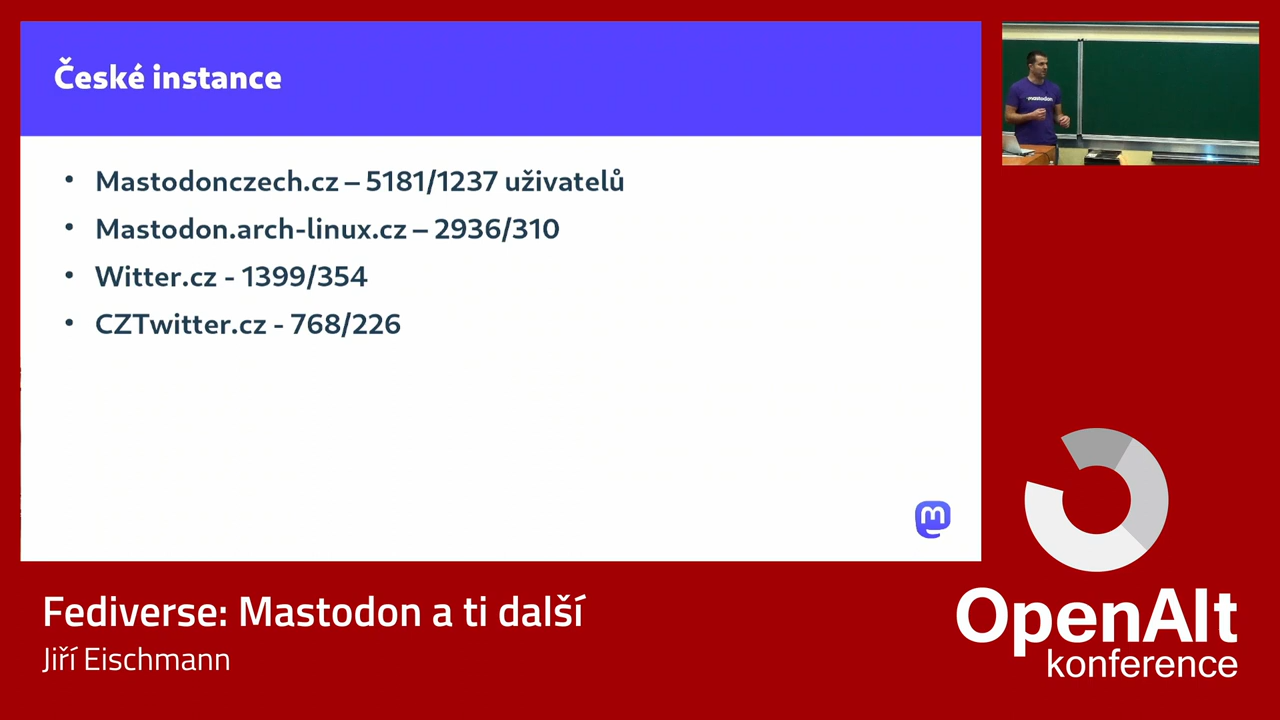 České instance
Mastodonczech.cz – 5181/1237 uživatelů
Mastodon.arch-linux.cz – 2936/310
Witter.cz - 1399/354
CZTwitter.cz - 768/226
mastodon
Fediverse: Mastodon a ti další
Jiří Eischmann
OpenAlt
konference